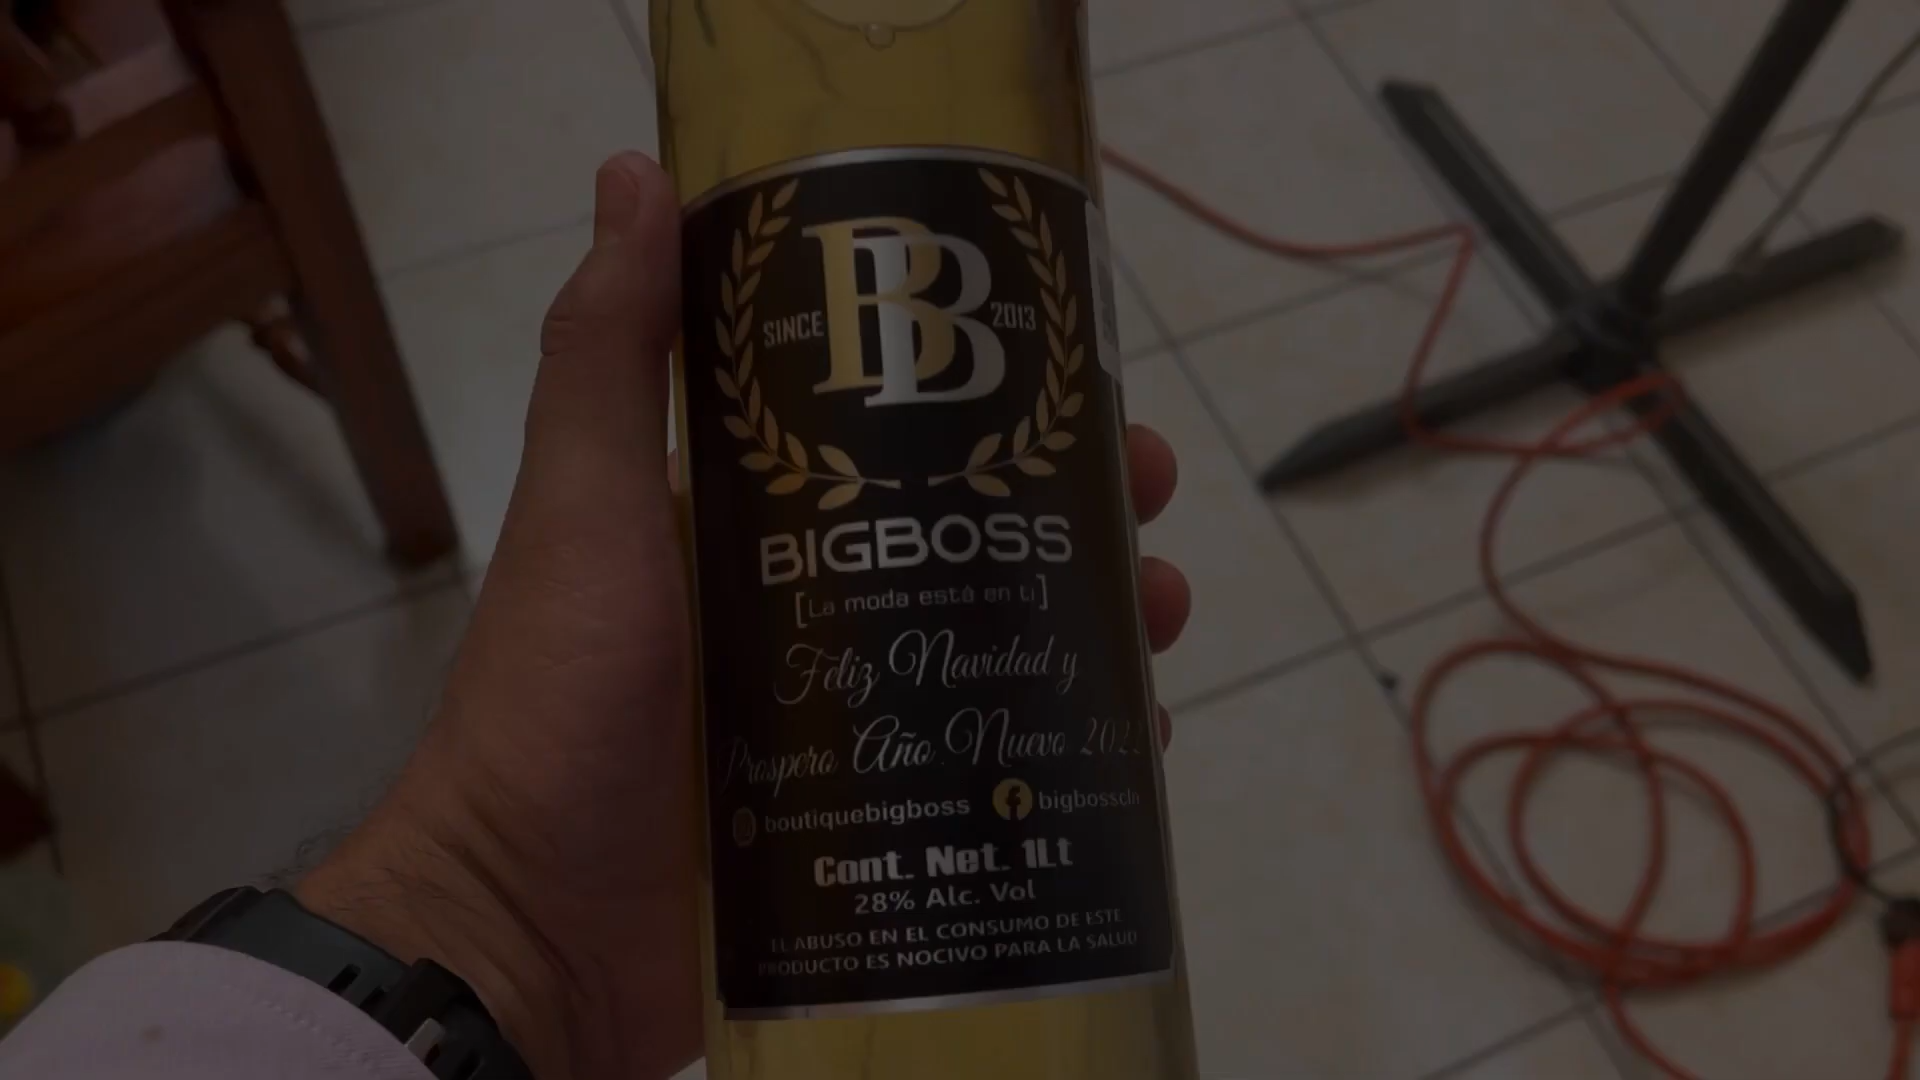 BB
SINCE 2013
BIGBOSS
[La moda está en ti]
Feliz Navidad y
Prospero Año Nuevo
boutiquebigboss bigbosscln
Cont. Net. 1Lt
28% Alc. Vol
EL ABUSO EN EL CONSUMO DE ESTE
PRODUCTO ES NOCIVO PARA LA SALUD